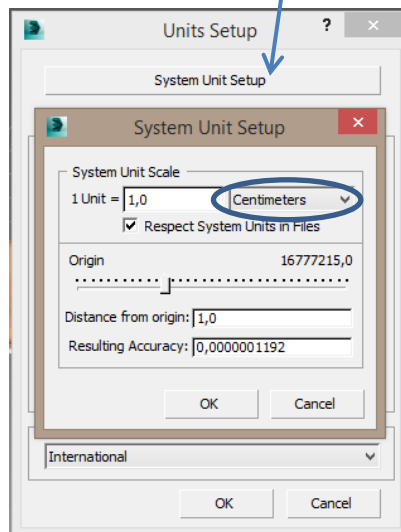 Units Setup ? ×
System Unit Setup
System Unit Setup ×
System Unit Scale
1 Unit = 1,0 Centimeters
Respect System Units in Files
Origin 16777215,0
Distance from origin: 1,0
Resulting Accuracy: 0,0000001192
OK Cancel
International
OK Cancel